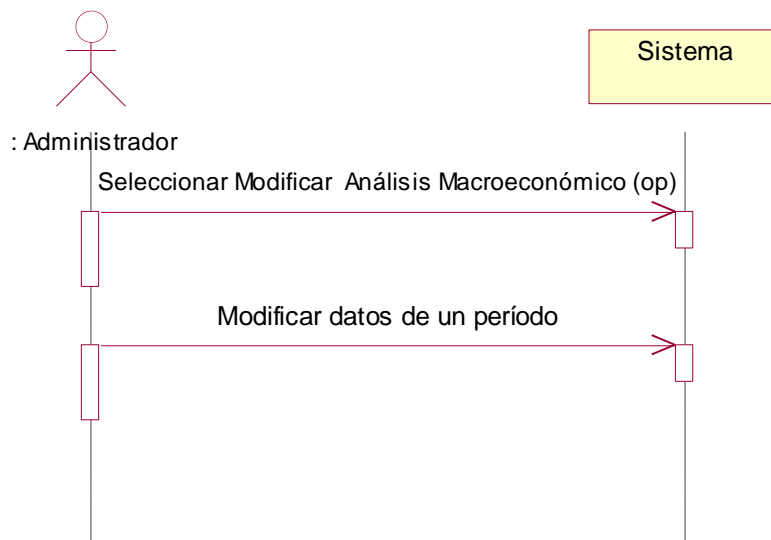 Sistema
: Administrador
Seleccionar Modificar Análisis Macroeconómico (op)
Modificar datos de un período